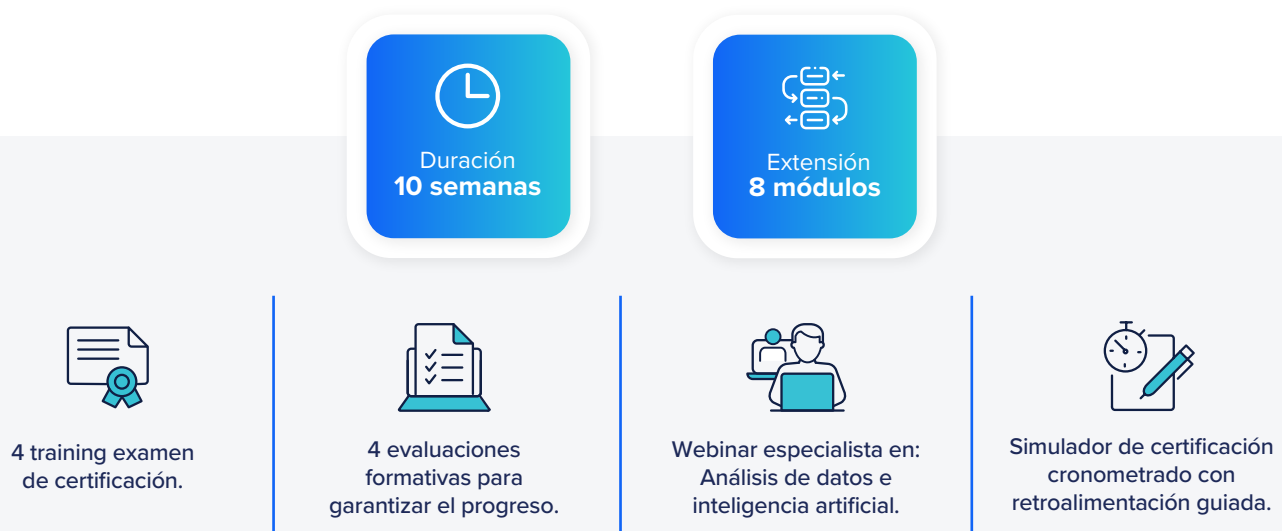 Duración
10 semanas
Extensión
8 módulos
4 training examen
de certificación.
4 evaluaciones
formativas para
garantizar el progreso.
Webinar especialista en:
Análisis de datos e
inteligencia artificial.
Simulador de certificación
cronometrado con
retroalimentación guiada.